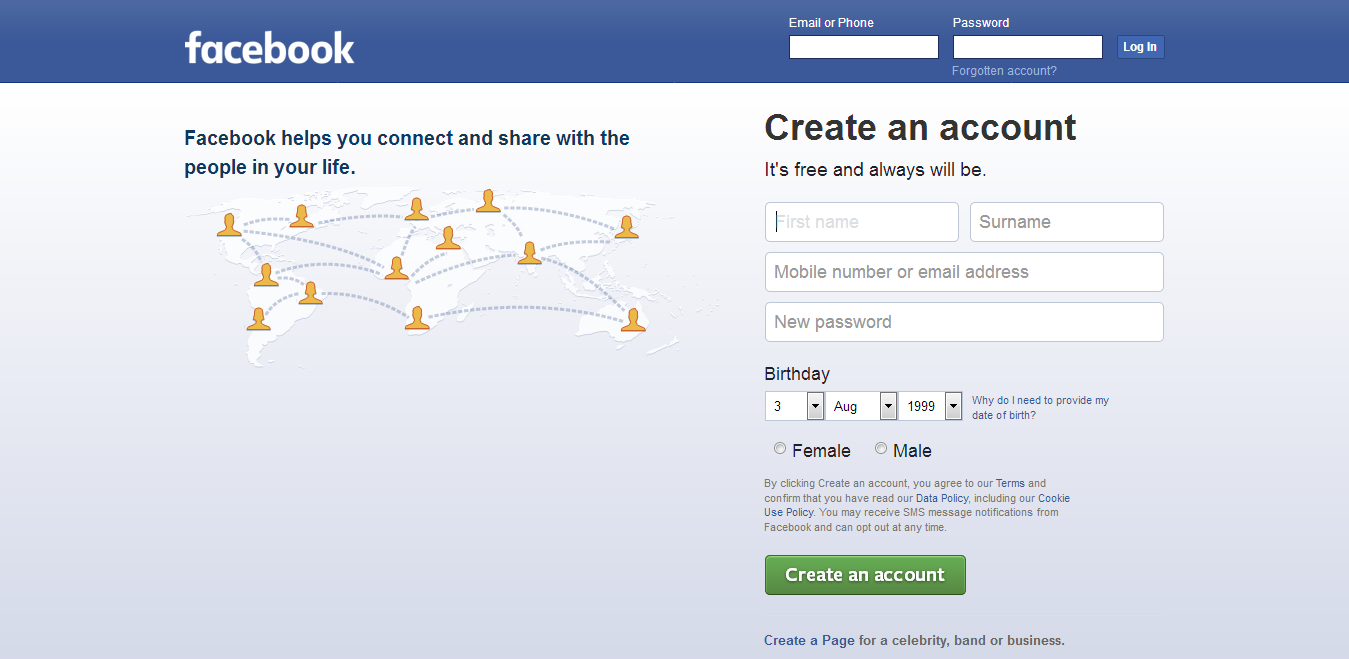 facebook
Email or Phone
Password
Log In
Forgotten account?
Facebook helps you connect and share with the
people in your life.
Create an account
It's free and always will be.
First name
Surname
Mobile number or email address
New password
Birthday
3
Aug
1999
Why do I need to provide my
date of birth?
Female
Male
By clicking Create an account, you agree to our Terms and
confirm that you have read our Data Policy, including our Cookie
Use Policy. You may receive SMS message notifications from
Facebook and can opt out at any time.
Create an account
Create a Page for a celebrity, band or business.